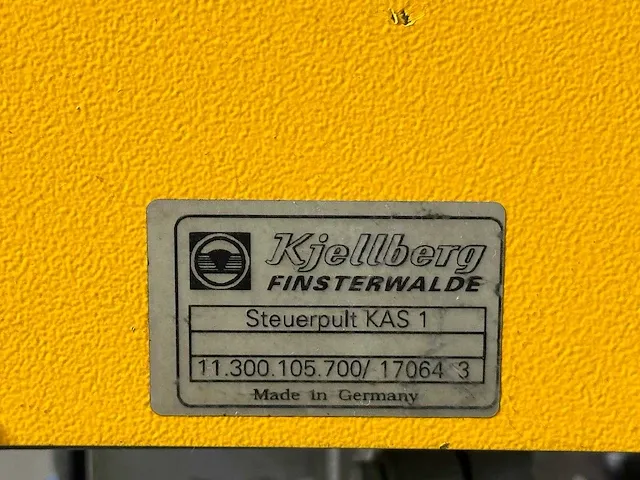 Kjellberg
FINSTERWALDE
Steuerpult KAS 1
11.300.105.700/ 17064 3
Made in Germany